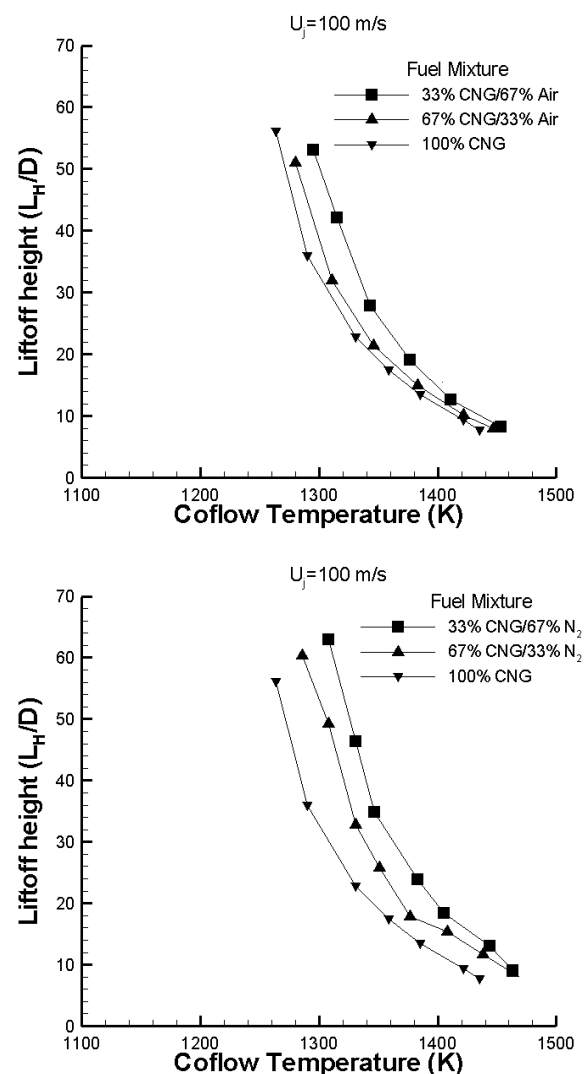 U_j=100 m/s
Fuel Mixture
33% CNG/67% Air
67% CNG/33% Air
100% CNG
Liftoff height (L_H/D)
70
60
50
40
30
20
10
0
1100 1200 1300 1400 1500
Coflow Temperature (K)
U_j=100 m/s
Fuel Mixture
33% CNG/67% N₂
67% CNG/33% N₂
100% CNG
Liftoff height (L_H/D)
70
60
50
40
30
20
10
0
1100 1200 1300 1400 1500
Coflow Temperature (K)